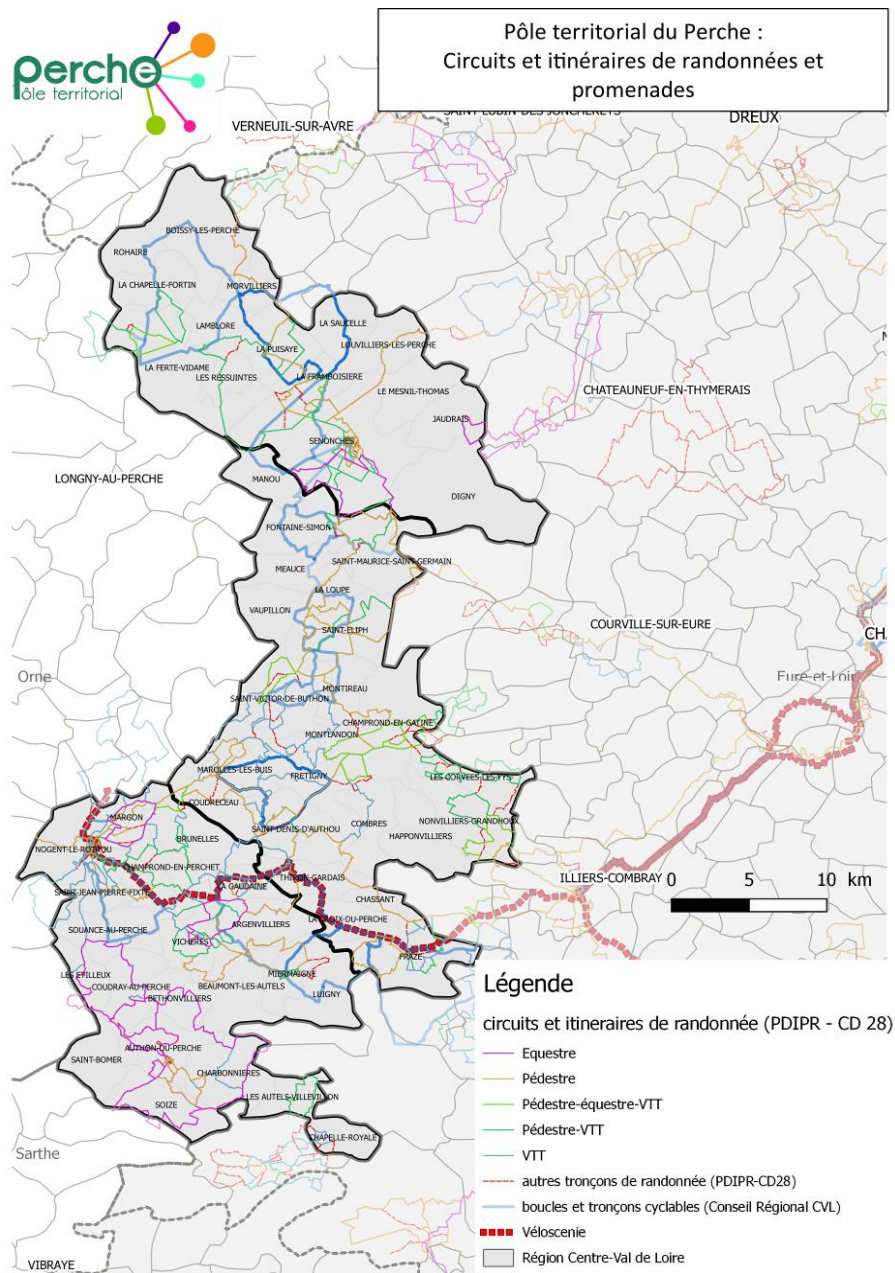 perche
Pôle territorial
Pôle territorial du Perche :
Circuits et itinéraires de randonnées et
promenades
SAINT-LUBIN-DES-JONCHERETS
VERNEUIL-SUR-AVRE
DREUX
BOISSY-LES-PERCHE
ROHAIRE
LA CHAPELLE-FORTIN
MORVILLIERS
LAMBLORE
LA SAUCELLE
LOUVILLIERS-LES-PERCHE
LA PUISAYE
LA FERTE-VIDAME
LES RESSUINTES
LA FRAMBOISIERE
LE MESNIL-THOMAS
CHATEAUNEUF-EN-THYMERAIS
JAUDRAIS
SENONCHES
LONGNY-AU-PERCHE
MANOU
DIGNY
FONTAINE-SIMON
SAINT-MAURICE-SAINT-GERMAIN
MEAUCE
LA LOUPE
VAUPILLON
SAINT-ELIPH
COURVILLE-SUR-EURE
CHA
Orne
Eure-et-Loir
MONTIREAU
SAINT-VICTOR-DE-BUTHON
CHAMPROND-EN-GATINE
MONTLANDON
MAROLLES-LES-BUIS
FRETIGNY
LES CORVEES-LES-YYS
COUDRECEAU
MARGON
SAINT-DENIS-D'AUTHOU
COMBRES
NONVILLIERS-GRANDHOUX
HAPPONVILLIERS
BRUNELLES
NOGENT-LE-ROTROU
CHAMPROND-EN-PERCHET
THIRON-GARDAIS
ILLIERS-COMBRAY
0 5 10 km
SAINT-JEAN-PIERRE-FIXTE
LA GAUDAINE
CHASSANT
LA CROIX-DU-PERCHE
SOUANCE-AU-PERCHE
ARGENVILLIERS
VICHERES
FRAZE
LES ETILLEUX
MIERMAIGNE
COUDRAY-AU-PERCHE
BEAUMONT-LES-AUTELS
BETHONVILLIERS
LUIGNY
AUTHON-DU-PERCHE
SAINT-BOMER
CHARBONNIERES
LES AUTELS-VILLEVILLON
SOIZE
CHAPELLE-ROYALE
Sarthe
VIBRAYE
Légende
circuits et itineraires de randonnée (PDIPR - CD 28)
Equestre
Pédestre
Pédestre-équestre-VTT
Pédestre-VTT
VTT
autres tronçons de randonnée (PDIPR-CD28)
boucles et tronçons cyclables (Conseil Régional CVL)
Véloscenie
Région Centre-Val de Loire